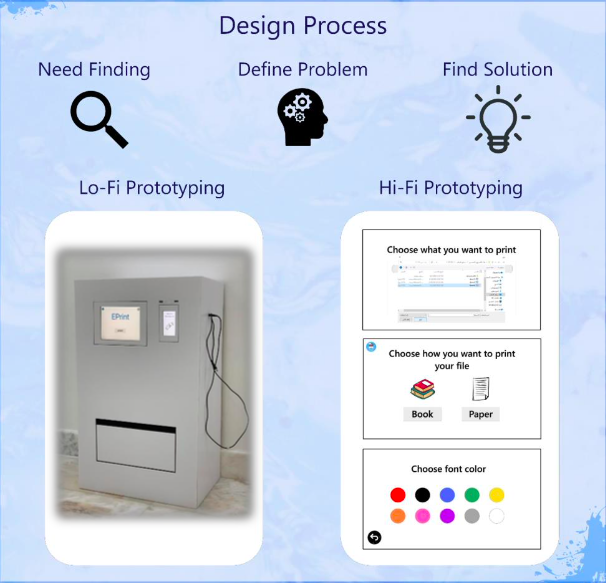 Design Process
Need Finding
Define Problem
Find Solution
Lo-Fi Prototyping
Hi-Fi Prototyping
EPrint
Choose what you want to print
Choose how you want to print
your file
Book
Paper
Choose font color